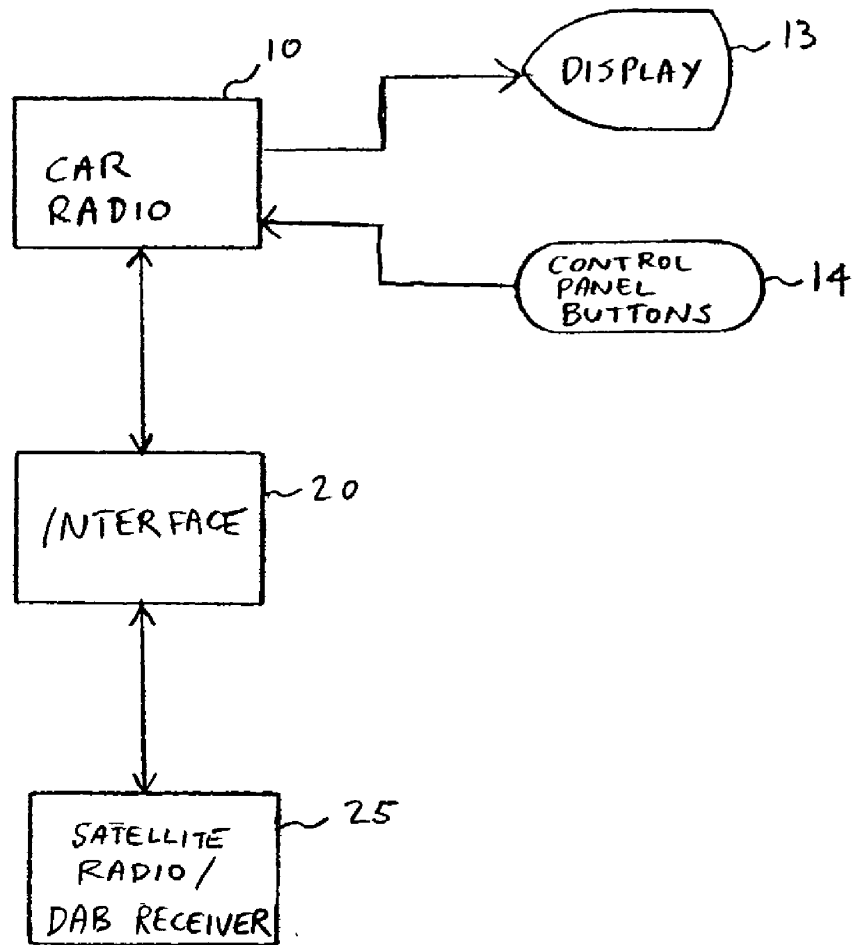 10
CAR
RADIO
DISPLAY
13
CONTROL
PANEL
BUTTONS
14
INTERFACE
20
SATELLITE
RADIO /
DAB RECEIVER
25